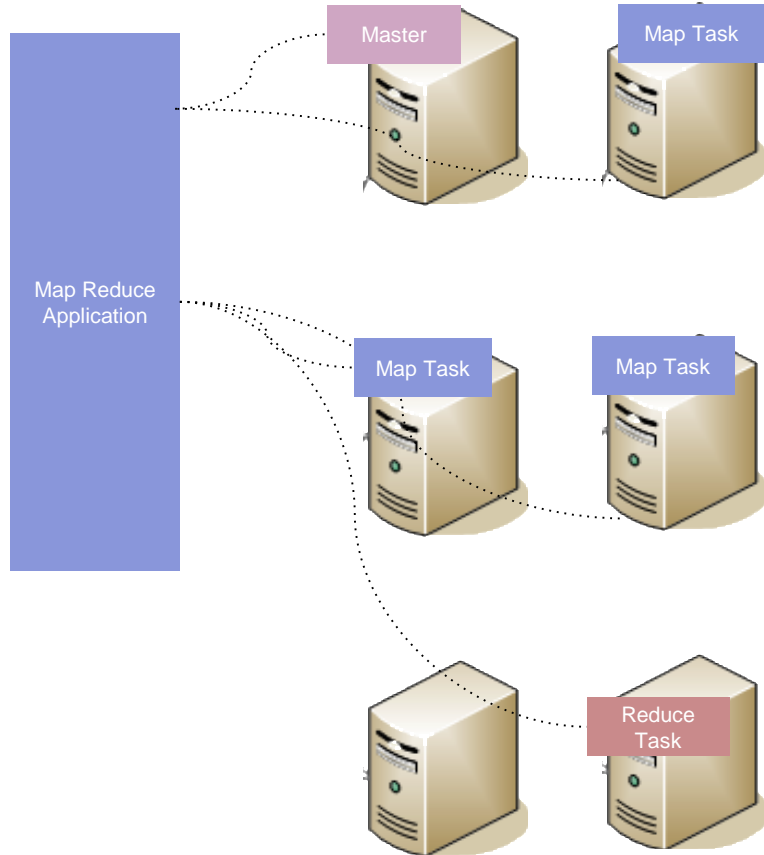 Master
Map Task
Map Reduce
Application
Map Task
Map Task
Reduce
Task